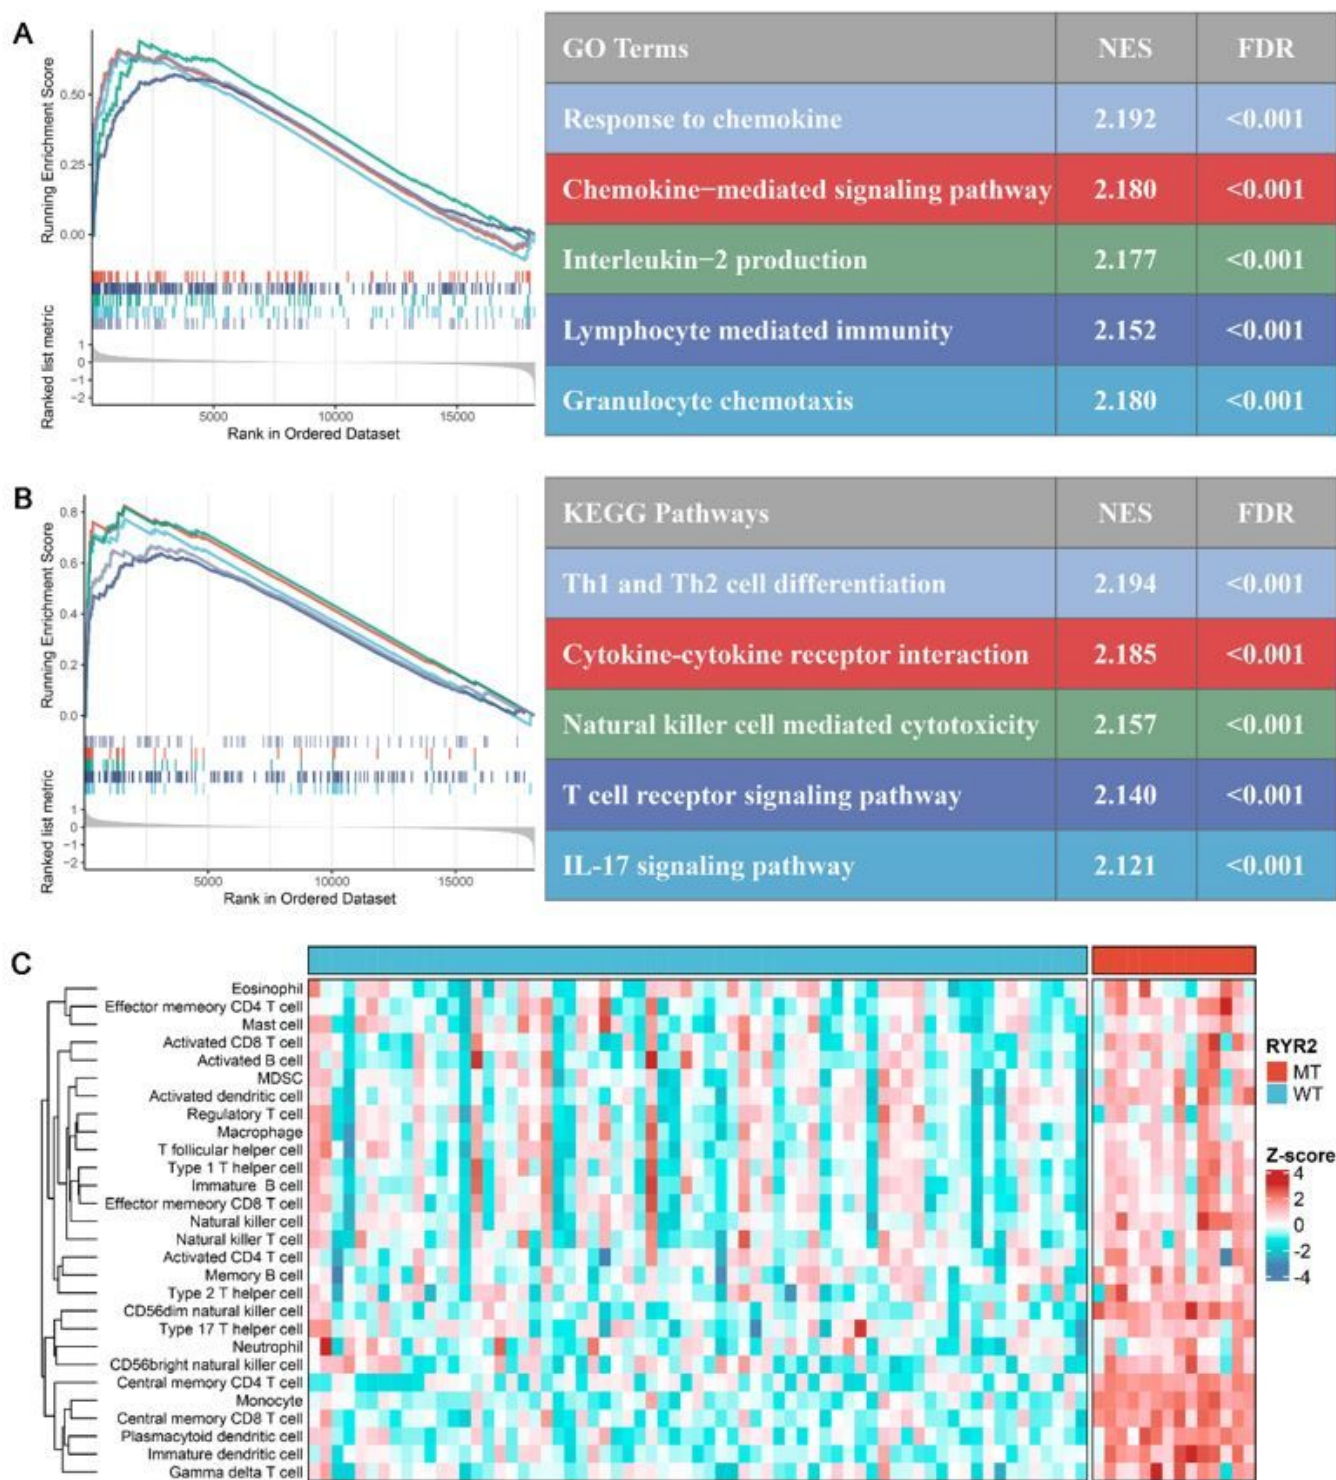 A
Running Enrichment Score
0.50
0.25
0.00
Ranked list metric
1
0
−1
−2
5000 10000 15000
Rank in Ordered Dataset
GO Terms NES FDR
Response to chemokine 2.192 <0.001
Chemokine−mediated signaling pathway 2.180 <0.001
Interleukin−2 production 2.177 <0.001
Lymphocyte mediated immunity 2.152 <0.001
Granulocyte chemotaxis 2.180 <0.001
B
Running Enrichment Score
0.8
0.6
0.4
0.2
0.0
Ranked list metric
1
0
−1
−2
5000 10000 15000
Rank in Ordered Dataset
KEGG Pathways NES FDR
Th1 and Th2 cell differentiation 2.194 <0.001
Cytokine-cytokine receptor interaction 2.185 <0.001
Natural killer cell mediated cytotoxicity 2.157 <0.001
T cell receptor signaling pathway 2.140 <0.001
IL-17 signaling pathway 2.121 <0.001
C
Eosinophil
Effector memeory CD4 T cell
Mast cell
Activated CD8 T cell
Activated B cell
MDSC
Activated dendritic cell
Regulatory T cell
Macrophage
T follicular helper cell
Type 1 T helper cell
Immature B cell
Effector memeory CD8 T cell
Natural killer cell
Natural killer T cell
Activated CD4 T cell
Memory B cell
Type 2 T helper cell
CD56dim natural killer cell
Type 17 T helper cell
Neutrophil
CD56bright natural killer cell
Central memory CD4 T cell
Monocyte
Central memory CD8 T cell
Plasmacytoid dendritic cell
Immature dendritic cell
Gamma delta T cell
RYR2
MT
WT
Z-score
4
2
0
-2
-4